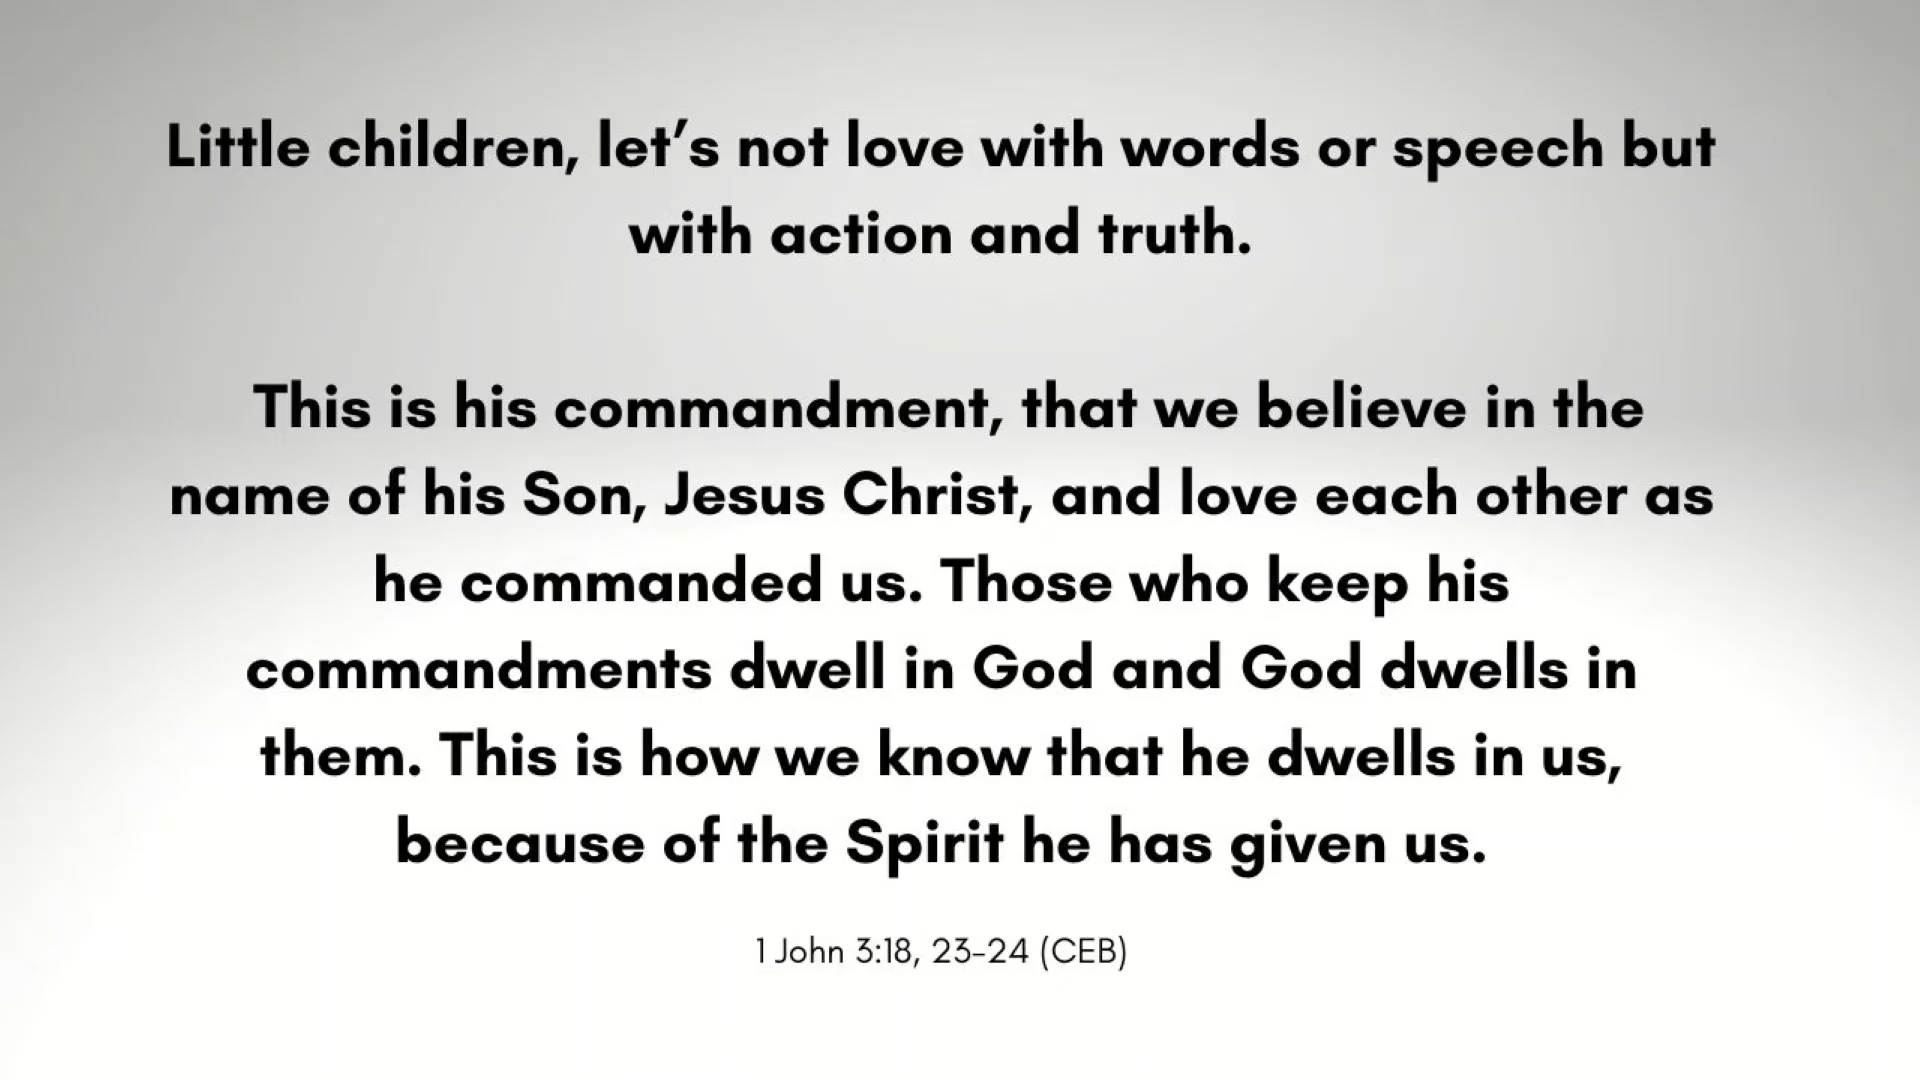 Little children, let's not love with words or speech but
with action and truth.
This is his commandment, that we believe in the
name of his Son, Jesus Christ, and love each other as
he commanded us. Those who keep his
commandments dwell in God and God dwells in
them. This is how we know that he dwells in us,
because of the Spirit he has given us.
1 John 3:18, 23-24 (CEB)